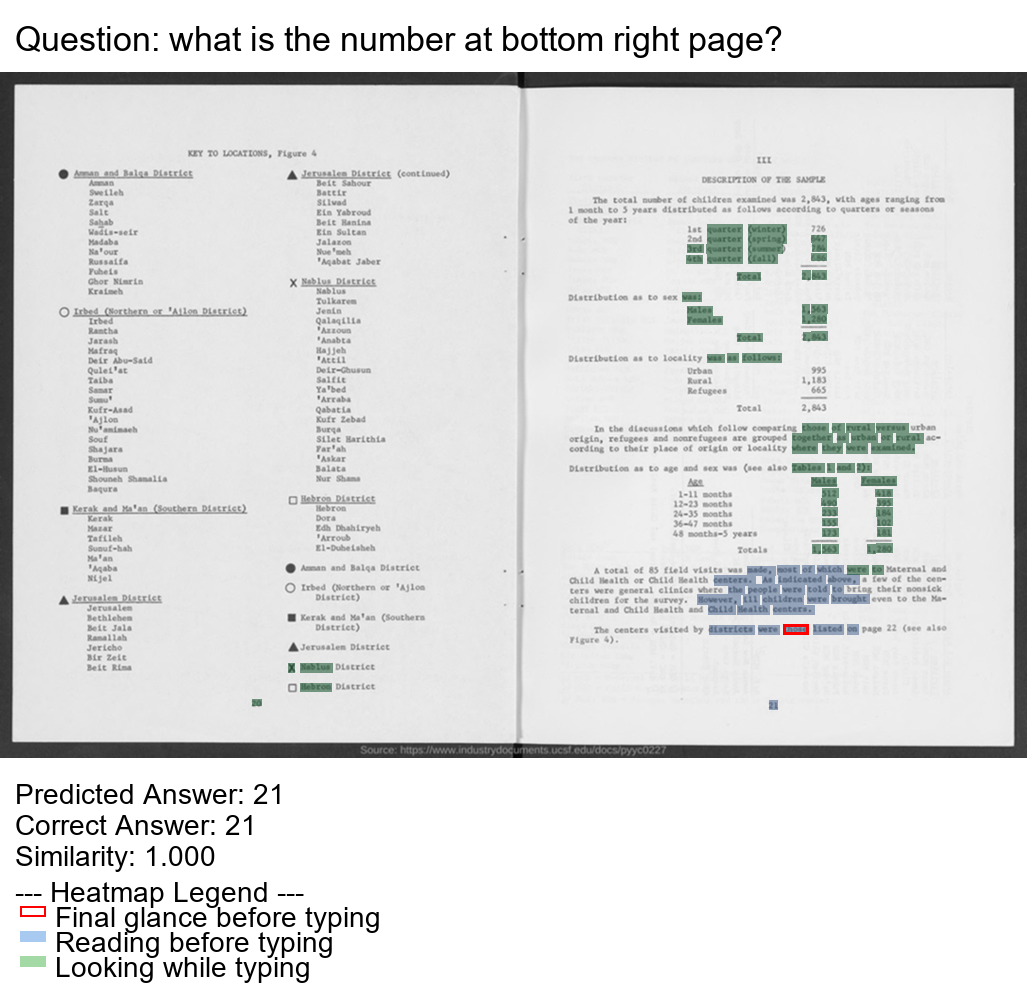 Question: what is the number at bottom right page?
KEY TO LOCATIONS, Figure 4
Amman and Balqa District
Amman
Sweileh
Zarqa
Salt
Sahab
Wadis-seir
Madaba
Na'our
Russaifa
Fuheis
Ghor Nimrin
Kraimeh
Irbed (Northern or 'Ajlon District)
Irbed
Ramtha
Jarash
Mafraq
Deir Abu-Said
Qulei'at
Taiba
Samar
Sumu'
Kufr-Asad
'Ajlon
Nu'amimaeh
Souf
Shajara
Burma
El-Husun
Shouneh Shamalia
Baqura
Kerak and Ma'an (Southern District)
Kerak
Mazar
Tafileh
Sunuf-hah
Ma'an
'Aqaba
Nijel
Jerusalem District
Jerusalem
Bethlehem
Beit Jala
Ramallah
Jericho
Bir Zeit
Beit Rima
Jerusalem District (continued)
Beit Sahour
Battir
Silwad
Ein Yabroud
Beit Hanina
Ein Sultan
Jalazon
Nue'meh
'Aqabat Jaber
X Nablus District
Nablus
Tulkarem
Jenin
Qalaqilia
'Azzoun
'Anabta
Hajjeh
'Attil
Deir-Ghusun
Salfit
Ya'bed
'Arraba
Qabatia
Kufr Zebad
Burqa
Silet Harithia
Far'ah
'Askar
Balata
Nur Shams
Hebron District
Hebron
Dora
Edh Dhahiryeh
'Arroub
El-Duheisheh
Amman and Balqa District
Irbed (Northern or 'Ajlon
District)
Kerak and Ma'an (Southern
District)
Jerusalem District
X Nablus District
Hebron District
20
III
DESCRIPTION OF THE SAMPLE
The total number of children examined was 2,843, with ages ranging from
1 month to 5 years distributed as follows according to quarters or seasons
of the year:
1st quarter (winter) 726
2nd quarter (spring) 647
3rd quarter (summer) 784
4th quarter (fall) 686
Total 2,843
Distribution as to sex was:
Males 1,563
Females 1,280
Total 2,843
Distribution as to locality was as follows:
Urban 995
Rural 1,183
Refugees 665
Total 2,843
In the discussions which follow comparing those of rural versus urban
origin, refugees and nonrefugees are grouped together as urban or rural ac-
cording to their place of origin or locality where they were examined.
Distribution as to age and sex was (see also Tables 1 and 2):
Age Males Females
1-11 months 512 418
12-23 months 490 395
24-35 months 233 184
36-47 months 155 102
48 months-5 years 173 181
Totals 1,563 1,280
A total of 85 field visits was made, most of which were to Maternal and
Child Health or Child Health centers. As indicated above, a few of the cen-
ters were general clinics where the people were told to bring their nonsick
children for the survey. However, ill children were brought even to the Ma-
ternal and Child Health and Child Health centers.
The centers visited by districts were listed on page 22 (see also
Figure 4).
21
Source: https://www.industrydocuments.ucsf.edu/docs/pyyc0227
Predicted Answer: 21
Correct Answer: 21
Similarity: 1.000
--- Heatmap Legend ---
Final glance before typing
Reading before typing
Looking while typing